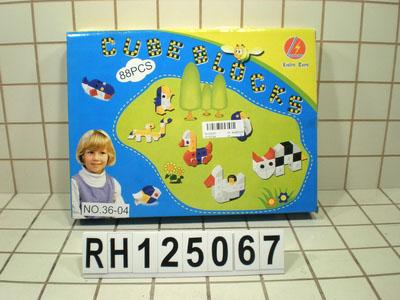 CUBE BLOCKS
88PCS
NO.36-04
RH125067